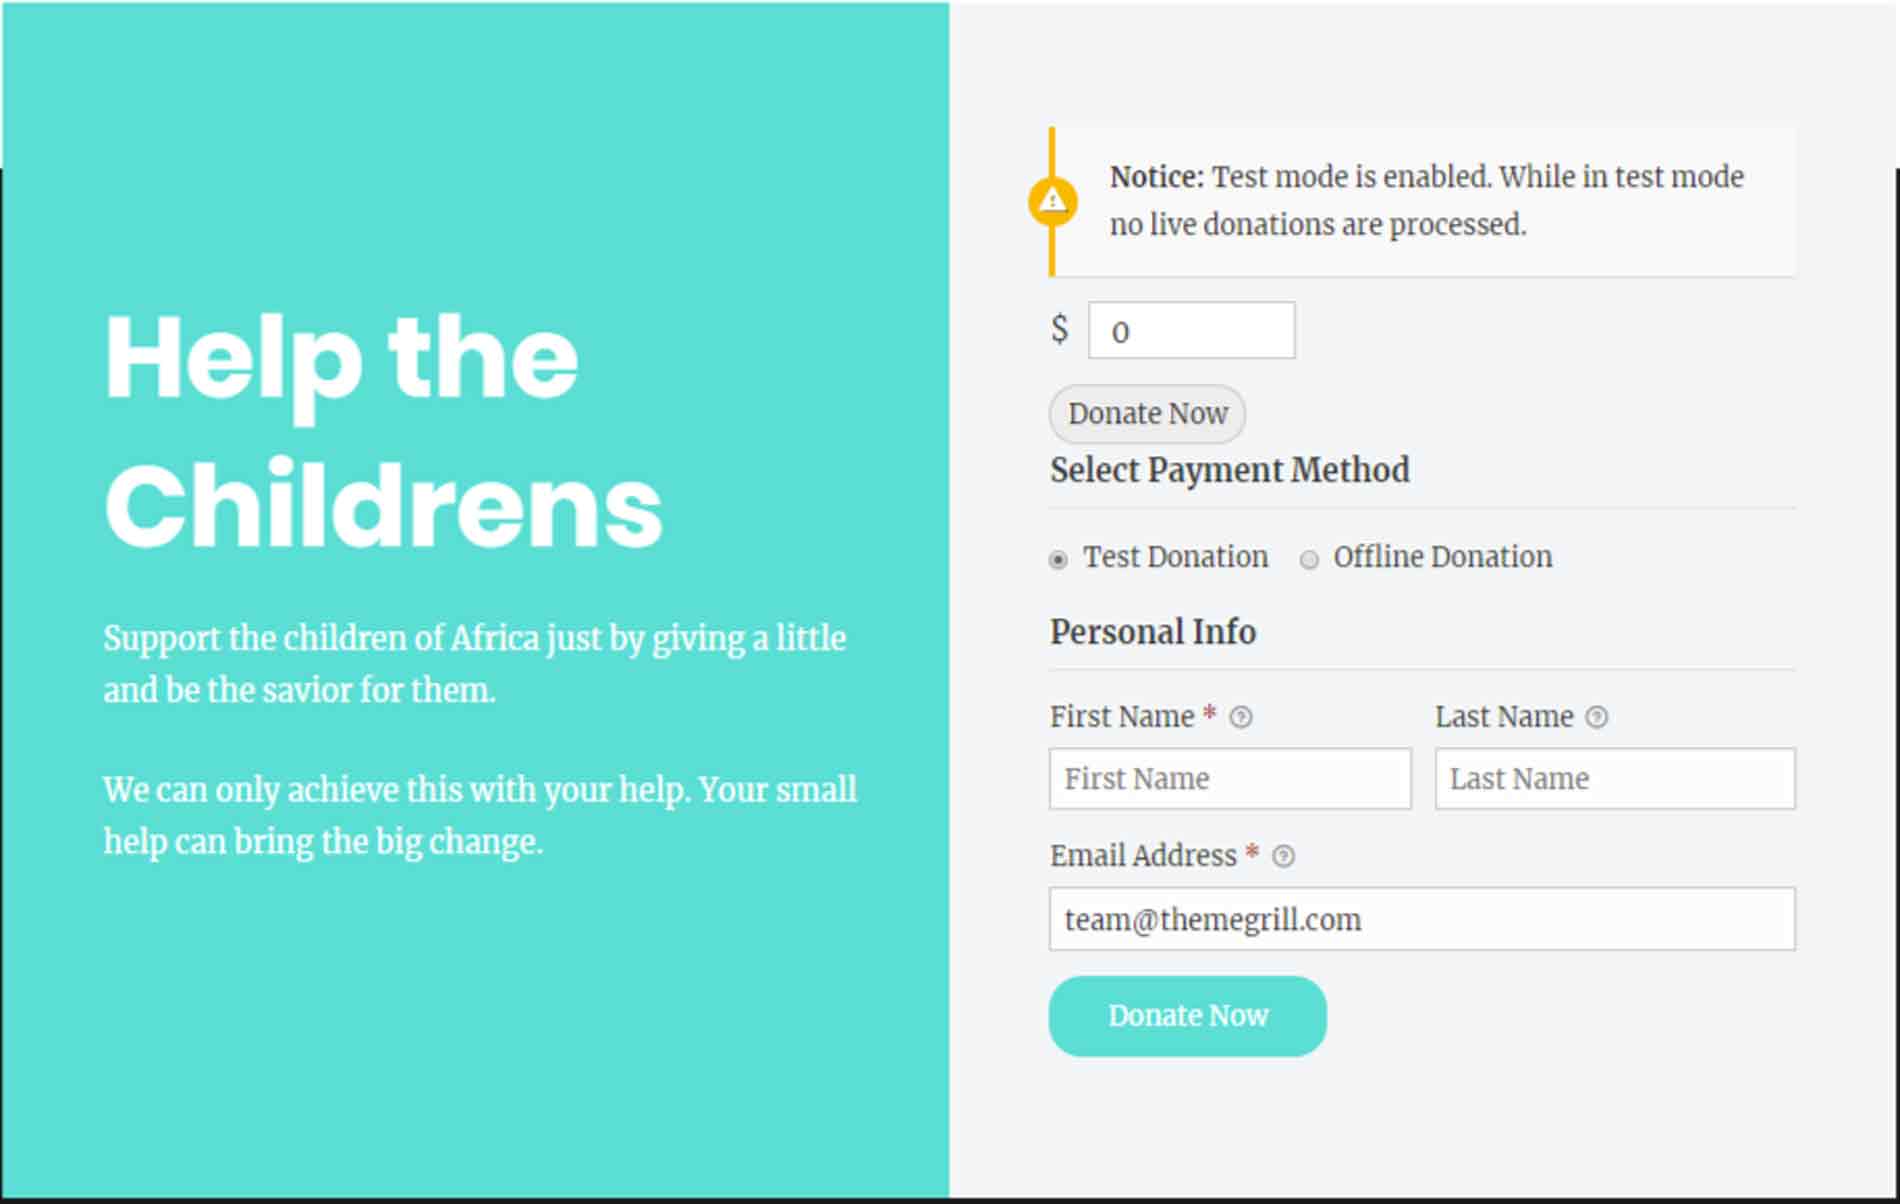 Help the
Childrens
Support the children of Africa just by giving a little
and be the savior for them.
We can only achieve this with your help. Your small
help can bring the big change.
Notice: Test mode is enabled. While in test mode
no live donations are processed.
$ 0
Donate Now
Select Payment Method
Test Donation Offline Donation
Personal Info
First Name * Last Name
First Name Last Name
Email Address *
team@themegrill.com
Donate Now